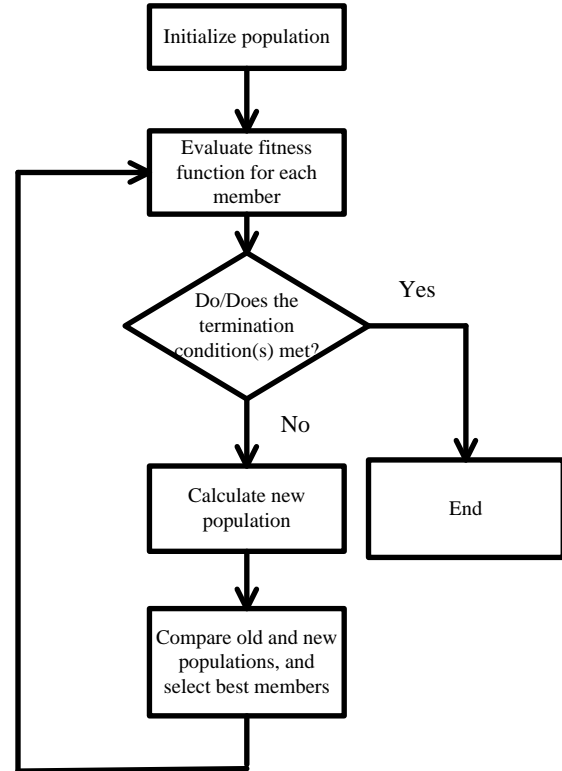 Initialize population
Evaluate fitness
function for each
member
Do/Does the
termination
condition(s) met?
Yes
No
Calculate new
population
End
Compare old and new
populations, and
select best members